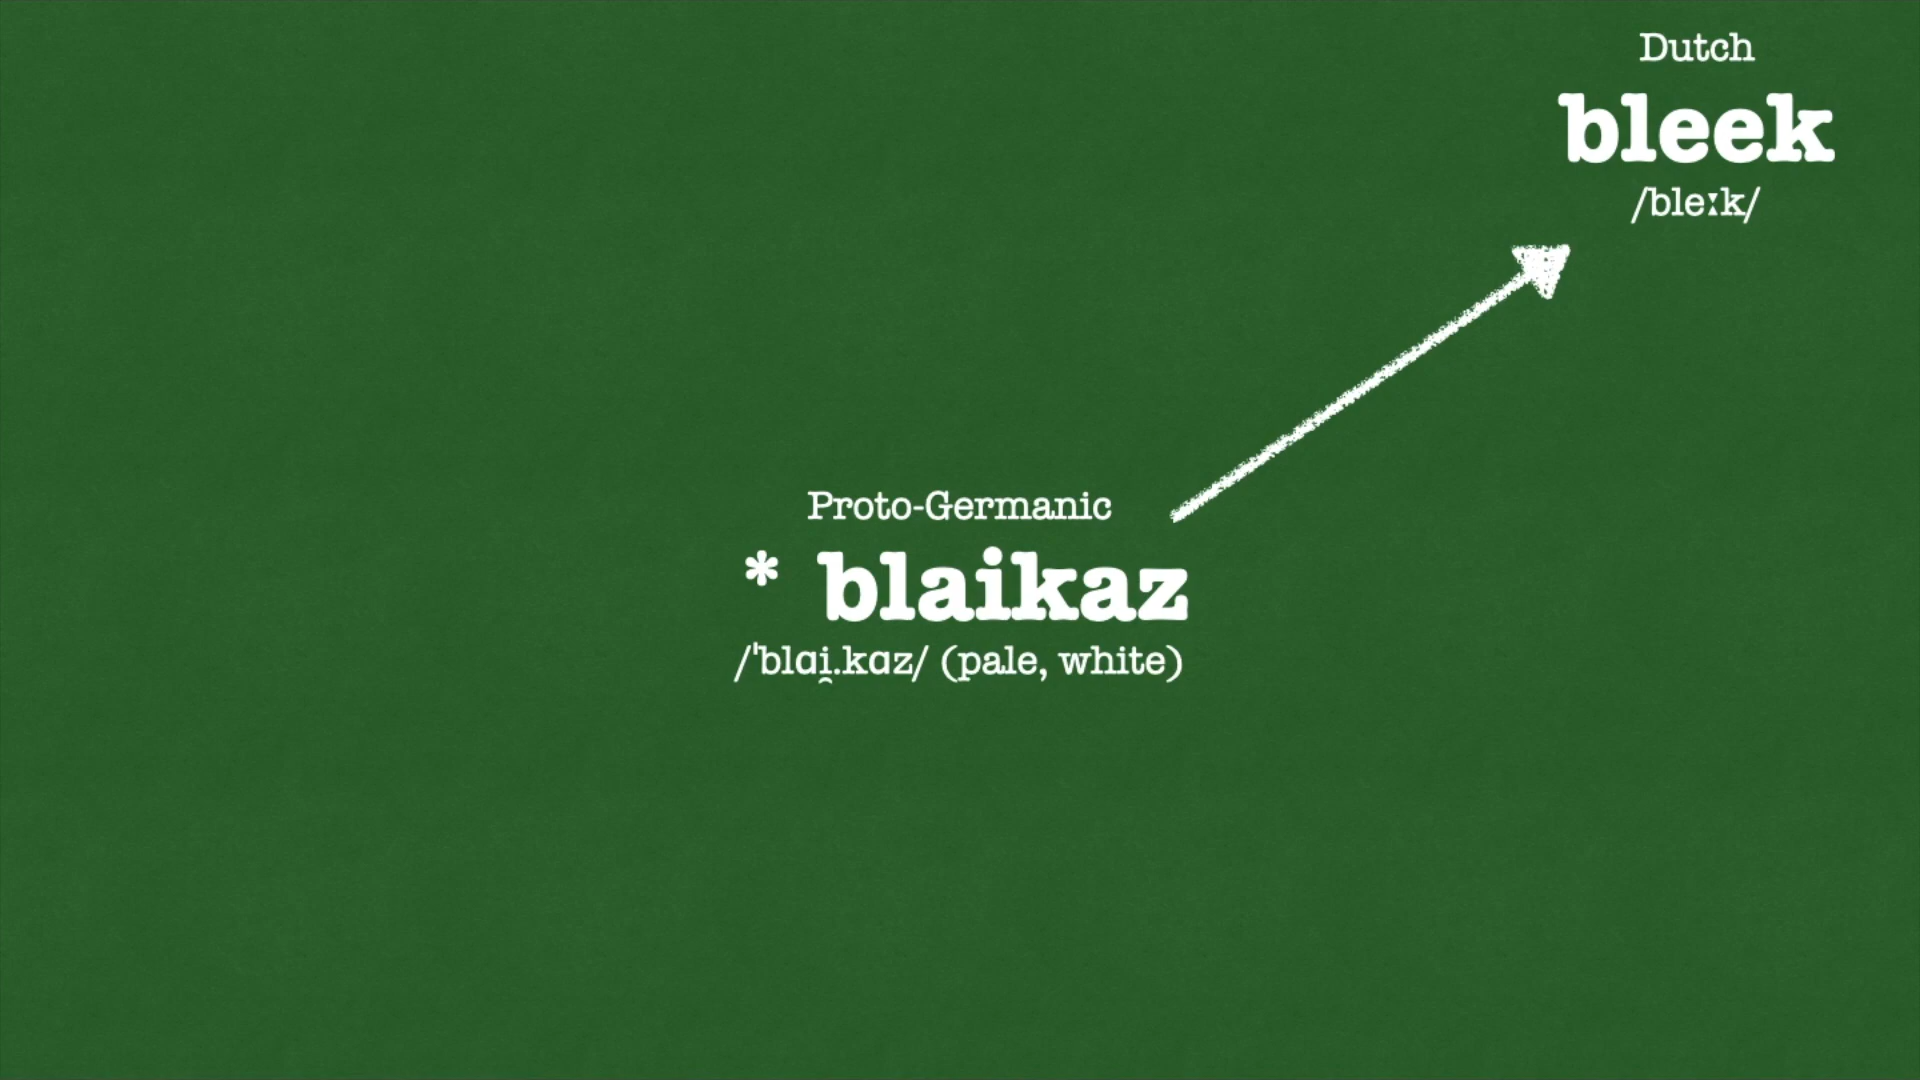 Dutch
bleek
/bleːk/
Proto-Germanic
* blaikaz
/ˈblɑi̯.kɑz/ (pale, white)